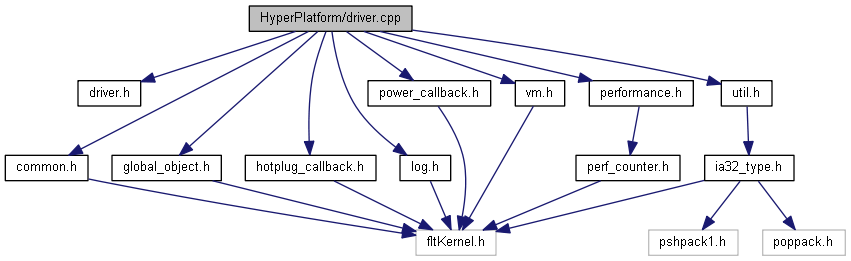 HyperPlatform/driver.cpp
driver.h
power_callback.h
vm.h
performance.h
util.h
common.h
global_object.h
hotplug_callback.h
log.h
perf_counter.h
ia32_type.h
fltKernel.h
pshpack1.h
poppack.h